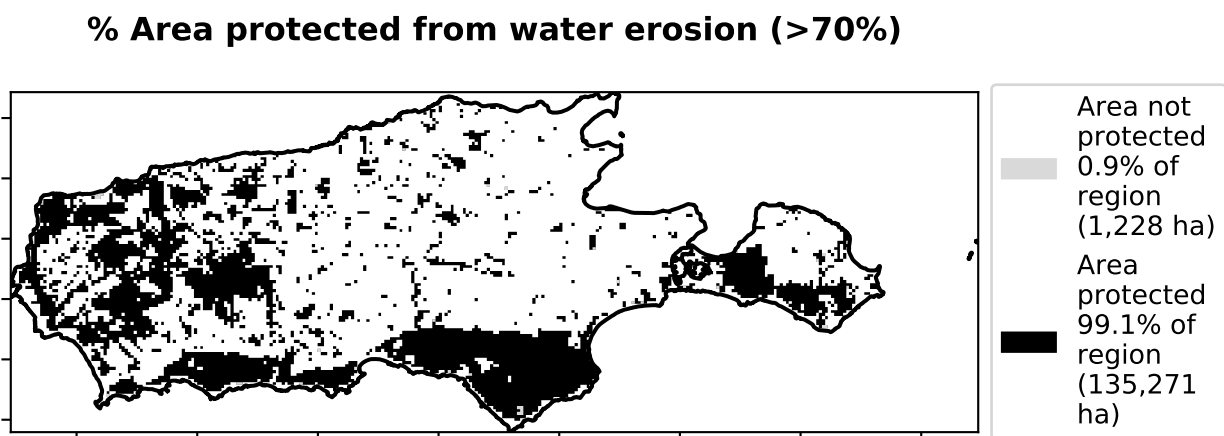 % Area protected from water erosion (>70%)
Area not
protected
0.9% of
region
(1,228 ha)
Area
protected
99.1% of
region
(135,271
ha)